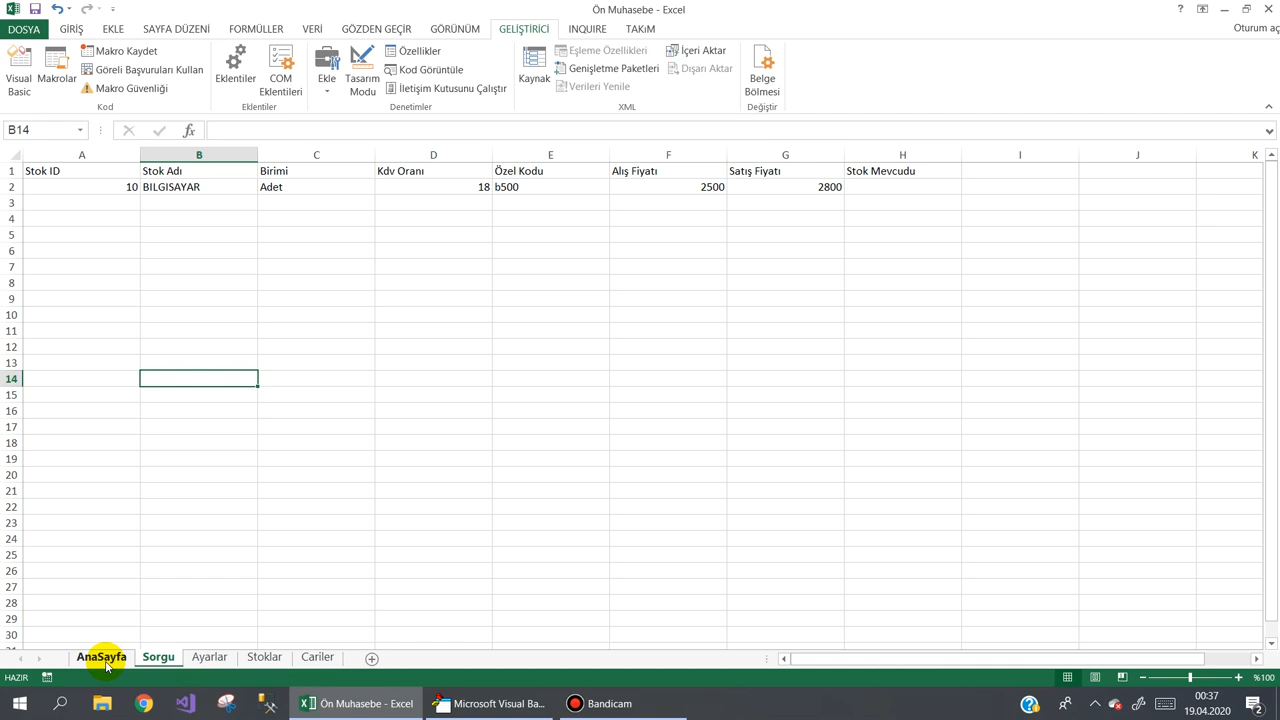 Ön Muhasebe - Excel
?
DOSYA GİRİŞ EKLE SAYFA DÜZENİ FORMÜLLER VERİ GÖZDEN GEÇİR GÖRÜNÜM GELİŞTİRİCİ INQUIRE TAKIM Oturum aç
Visual Basic
Makrolar
Makro Kaydet
Göreli Başvuruları Kullan
Makro Güvenliği
Kod
Eklentiler
COM Eklentileri
Eklentiler
Ekle
Tasarım Modu
Özellikler
Kod Görüntüle
İletişim Kutusunu Çalıştır
Denetimler
Kaynak
Eşleme Özellikleri
Genişletme Paketleri
Verileri Yenile
İçeri Aktar
Dışarı Aktar
XML
Belge Bölmesi
Değiştir
B14 fx
A B C D E F G H I J K
1 Stok ID Stok Adı Birimi Kdv Oranı Özel Kodu Alış Fiyatı Satış Fiyatı Stok Mevcudu
2 10 BILGISAYAR Adet 18 b500 2500 2800
3
4
5
6
7
8
9
10
11
12
13
14
15
16
17
18
19
20
21
22
23
24
25
26
27
28
29
30
AnaSayfa Sorgu Ayarlar Stoklar Cariler
HAZIR %100
Ön Muhasebe - Excel Microsoft Visual Ba... Bandicam
00:37
19.04.2020
2